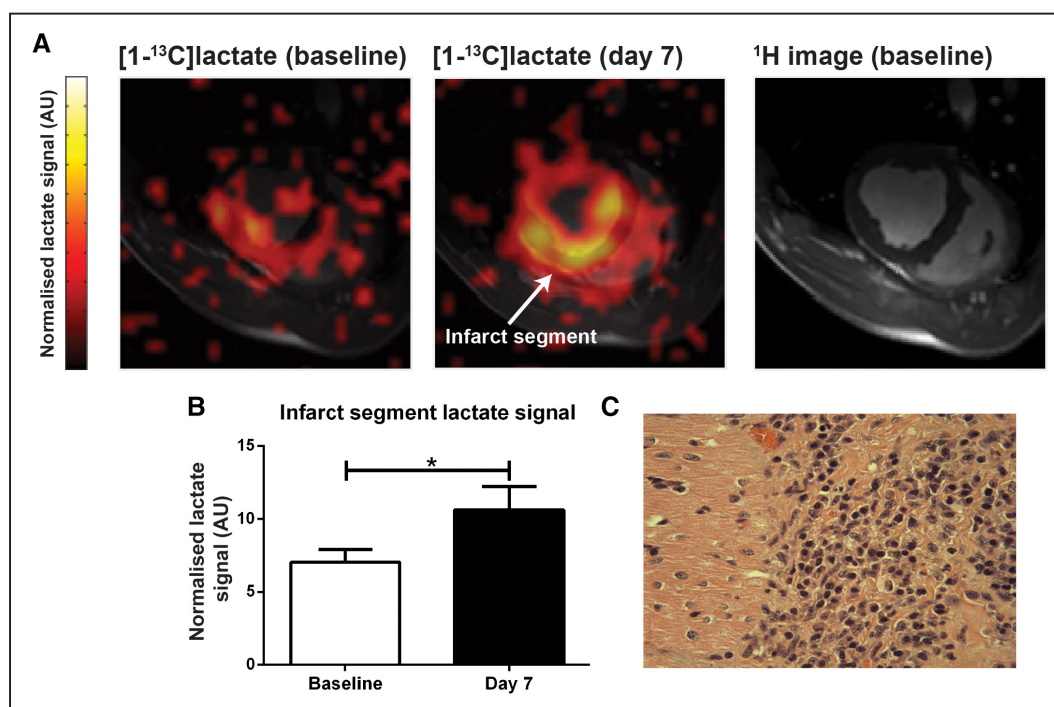 A
[1-¹³C]lactate (baseline)
[1-¹³C]lactate (day 7)
¹H image (baseline)
Normalised lactate signal (AU)
Infarct segment
B
Infarct segment lactate signal
Normalised lactate
signal (AU)
15
10
5
0
*
Baseline
Day 7
C